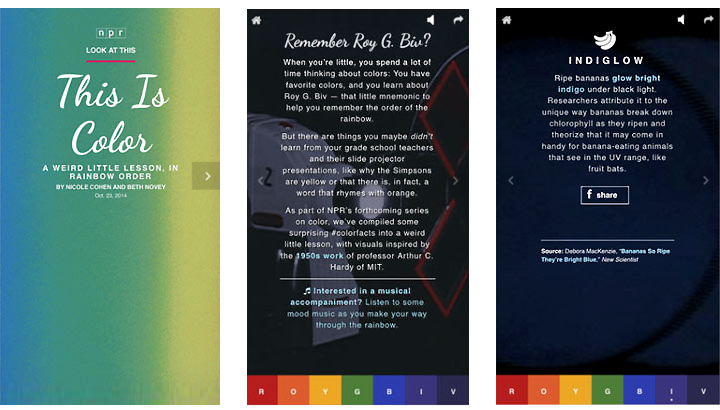 npr
LOOK AT THIS
This Is
Color
A WEIRD LITTLE LESSON, IN
RAINBOW ORDER
BY NICOLE COHEN AND BETH NOVEY
Oct. 23, 2014
Remember Roy G. Biv?
When you're little, you spend a lot of
time thinking about colors: You have
favorite colors, and you learn about
Roy G. Biv — that little mnemonic to
help you remember the order of the
rainbow.
But there are things you maybe didn't
learn from your grade school teachers
and their slide projector
presentations, like why the Simpsons
are yellow or that there is, in fact, a
word that rhymes with orange.
As part of NPR's forthcoming series
on color, we've compiled some
surprising #colorfacts into a weird
little lesson, with visuals inspired by
the 1950s work of professor Arthur C.
Hardy of MIT.
Interested in a musical
accompaniment? Listen to some
mood music as you make your way
through the rainbow.
R O Y G B I V
INDIGLOW
Ripe bananas glow bright
indigo under black light.
Researchers attribute it to the
unique way bananas break down
chlorophyll as they ripen and
theorize that it may come in
handy for banana-eating animals
that see in the UV range, like
fruit bats.
f share
Source: Debora MacKenzie, "Bananas So Ripe
They're Bright Blue," New Scientist
R O Y G B I V